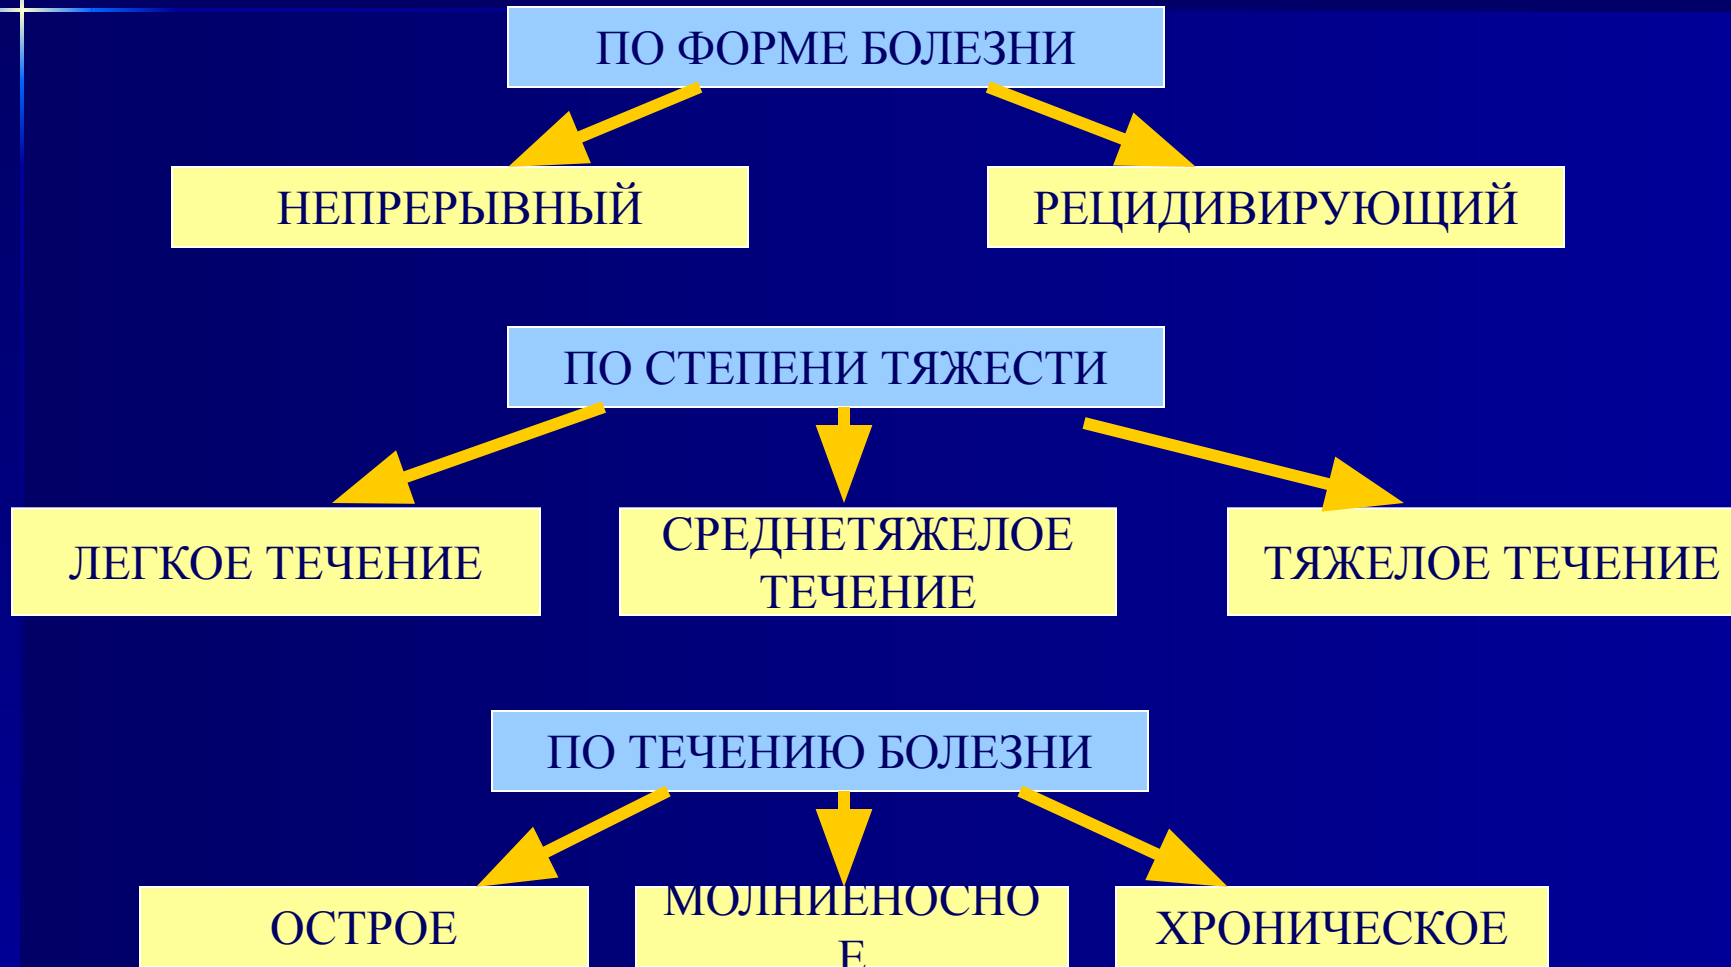 ПО ФОРМЕ БОЛЕЗНИ
НЕПРЕРЫВНЫЙ
РЕЦИДИВИРУЮЩИЙ
ПО СТЕПЕНИ ТЯЖЕСТИ
ЛЕГКОЕ ТЕЧЕНИЕ
СРЕДНЕТЯЖЕЛОЕ
ТЕЧЕНИЕ
ТЯЖЕЛОЕ ТЕЧЕНИЕ
ПО ТЕЧЕНИЮ БОЛЕЗНИ
ОСТРОЕ
МОЛНИЕНОСНО
Е
ХРОНИЧЕСКОЕ